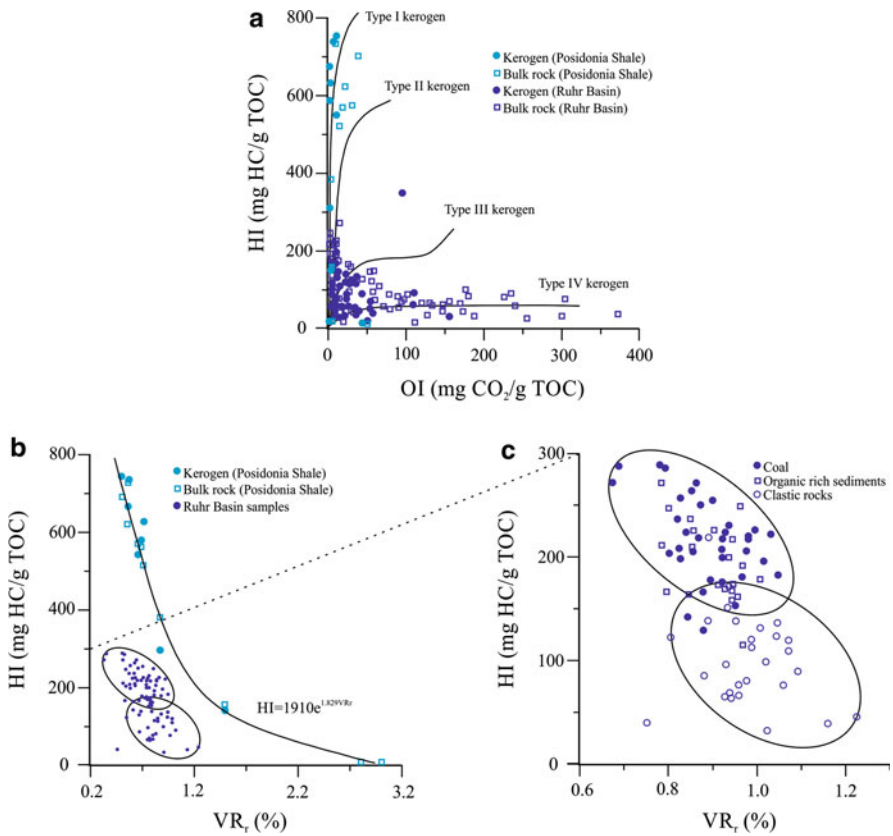 a
800
600
400
200
0
HI (mg HC/g TOC)
Type I kerogen
Type II kerogen
Type III kerogen
Type IV kerogen
Kerogen (Posidonia Shale)
Bulk rock (Posidonia Shale)
Kerogen (Ruhr Basin)
Bulk rock (Ruhr Basin)
0 100 200 300 400
OI (mg CO₂/g TOC)
b
800
600
400
200
0
HI (mg HC/g TOC)
Kerogen (Posidonia Shale)
Bulk rock (Posidonia Shale)
Ruhr Basin samples
HI=1910e^1.829VRr
0.2 1.2 2.2 3.2
VRᵣ (%)
c
300
200
100
0
HI (mg HC/g TOC)
Coal
Organic rich sediments
Clastic rocks
0.6 0.8 1.0 1.2
VRᵣ (%)